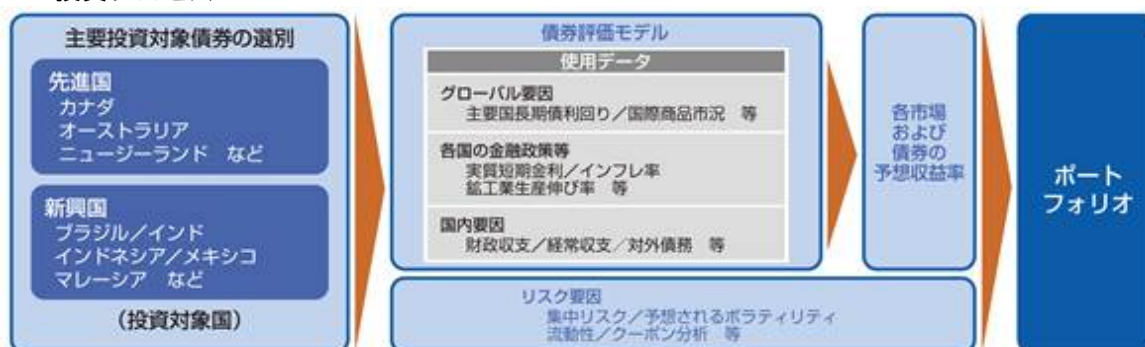 主要投資対象債券の選別
先進国
カナダ
オーストラリア
ニュージーランド など
新興国
ブラジル／インド
インドネシア／メキシコ
マレーシア など
(投資対象国)
債券評価モデル
使用データ
グローバル要因
主要国長期債利回り／国際商品市況 等
各国の金融政策等
実質短期金利／インフレ率
鉱工業生産伸び率 等
国内要因
財政収支／経常収支／対外債務 等
リスク要因
集中リスク／予想されるボラティリティ
流動性／クーポン分析 等
各市場
および
債券の
予想収益率
ポート
フォリオ